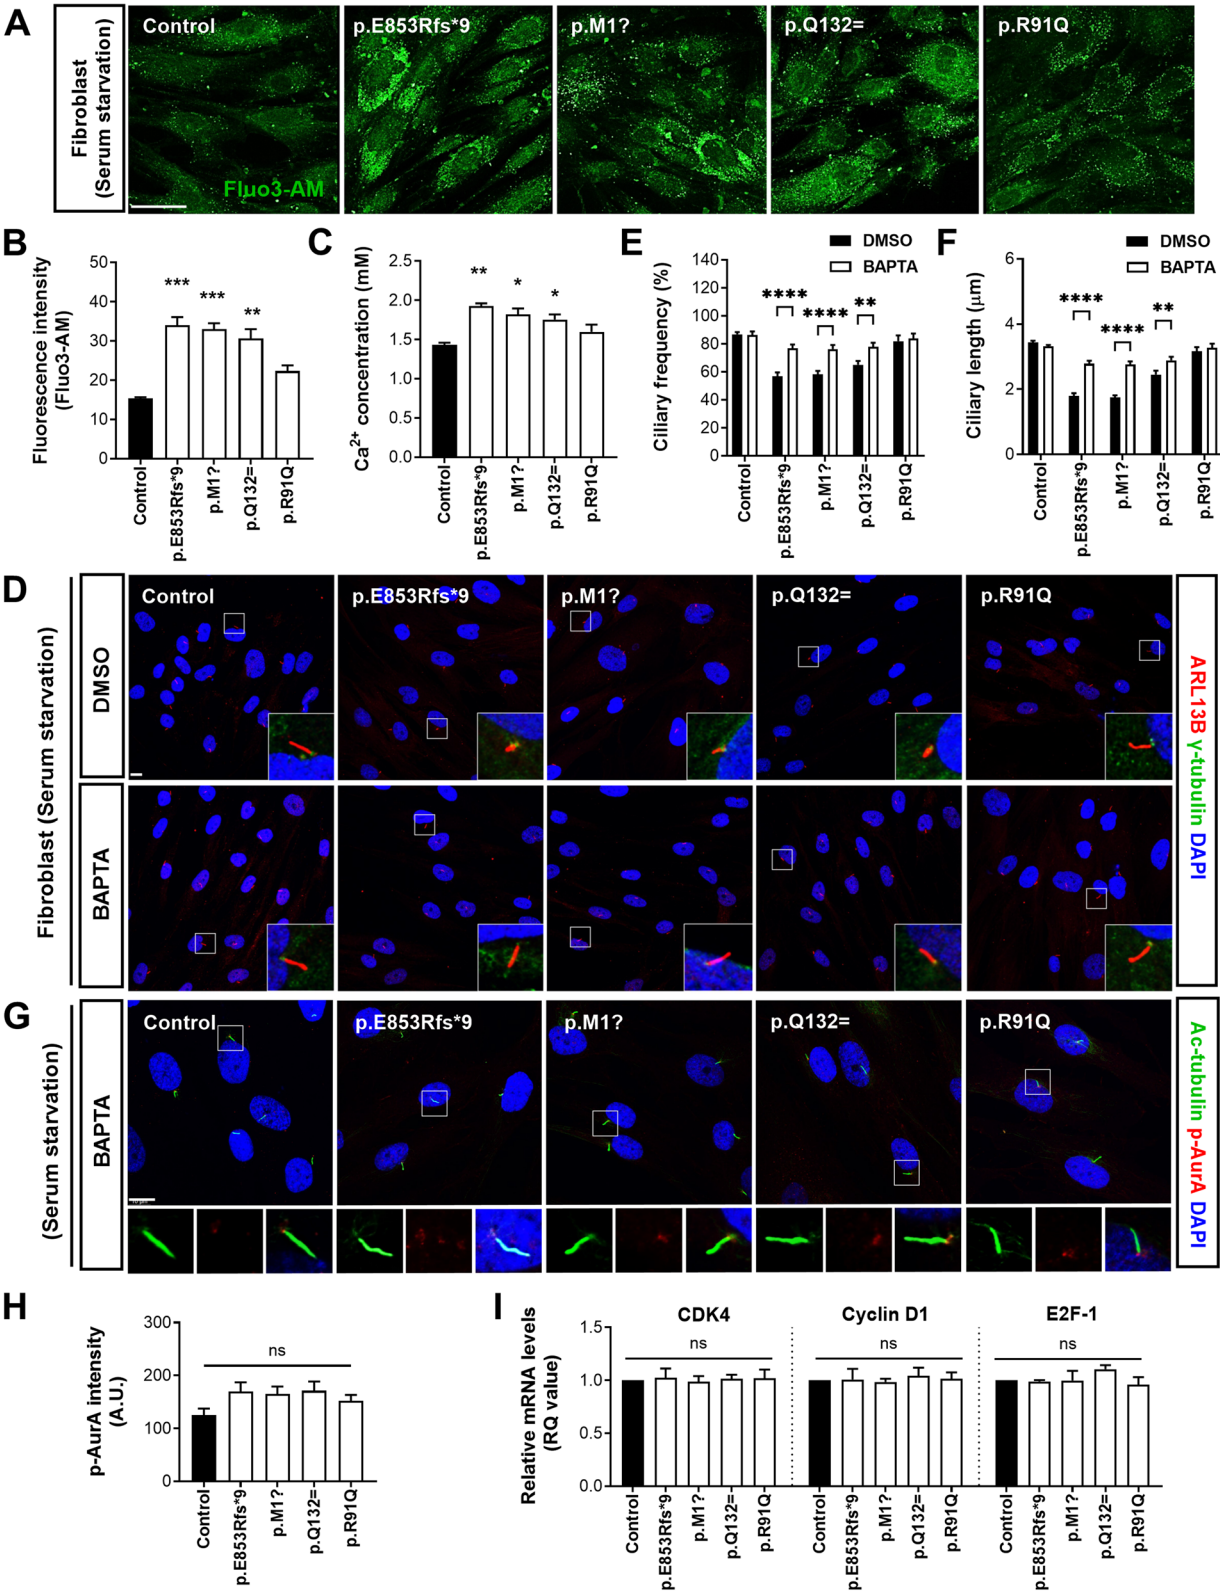 A
Fibroblast
(Serum starvation)
Control
p.E853Rfs*9
p.M1?
p.Q132=
p.R91Q
Fluo3-AM
B
Fluorescence intensity
(Fluo3-AM)
50
40
30
20
10
0
***
***
**
Control
p.E853Rfs*9
p.M1?
p.Q132=
p.R91Q
C
Ca2+ concentration (mM)
2.5
2.0
1.5
1.0
0.5
0.0
**
*
*
Control
p.E853Rfs*9
p.M1?
p.Q132=
p.R91Q
E
DMSO
BAPTA
Ciliary frequency (%)
140
120
100
80
60
40
20
0
****
****
**
Control
p.E853Rfs*9
p.M1?
p.Q132=
p.R91Q
F
DMSO
BAPTA
Ciliary length (μm)
6
4
2
0
****
****
**
Control
p.E853Rfs*9
p.M1?
p.Q132=
p.R91Q
D
Fibroblast (Serum starvation)
DMSO
BAPTA
Control
p.E853Rfs*9
p.M1?
p.Q132=
p.R91Q
ARL13B γ-tubulin DAPI
G
(Serum starvation)
BAPTA
Control
p.E853Rfs*9
p.M1?
p.Q132=
p.R91Q
Ac-tubulin p-AurA DAPI
H
p-AurA intensity
(A.U.)
300
200
100
0
ns
Control
p.E853Rfs*9
p.M1?
p.Q132=
p.R91Q
I
Relative mRNA levels
(RQ value)
1.5
1.0
0.5
0.0
CDK4
ns
Control
p.E853Rfs*9
p.M1?
p.Q132=
p.R91Q
Cyclin D1
ns
Control
p.E853Rfs*9
p.M1?
p.Q132=
p.R91Q
E2F-1
ns
Control
p.E853Rfs*9
p.M1?
p.Q132=
p.R91Q